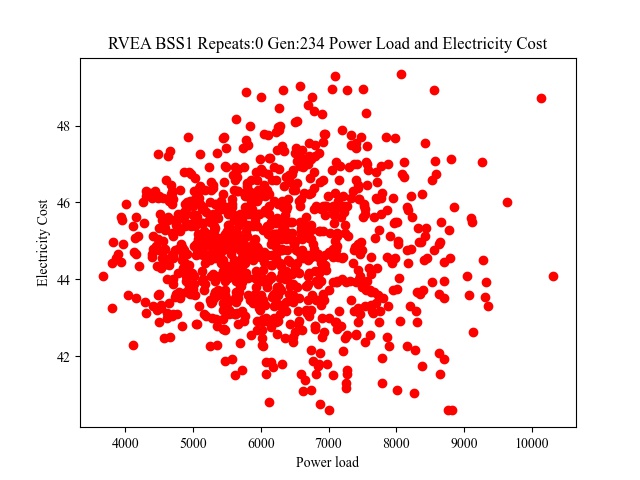 RVEA BSS1 Repeats:0 Gen:234 Power Load and Electricity Cost
48
46
44
42
Electricity Cost
4000 5000 6000 7000 8000 9000 10000
Power load